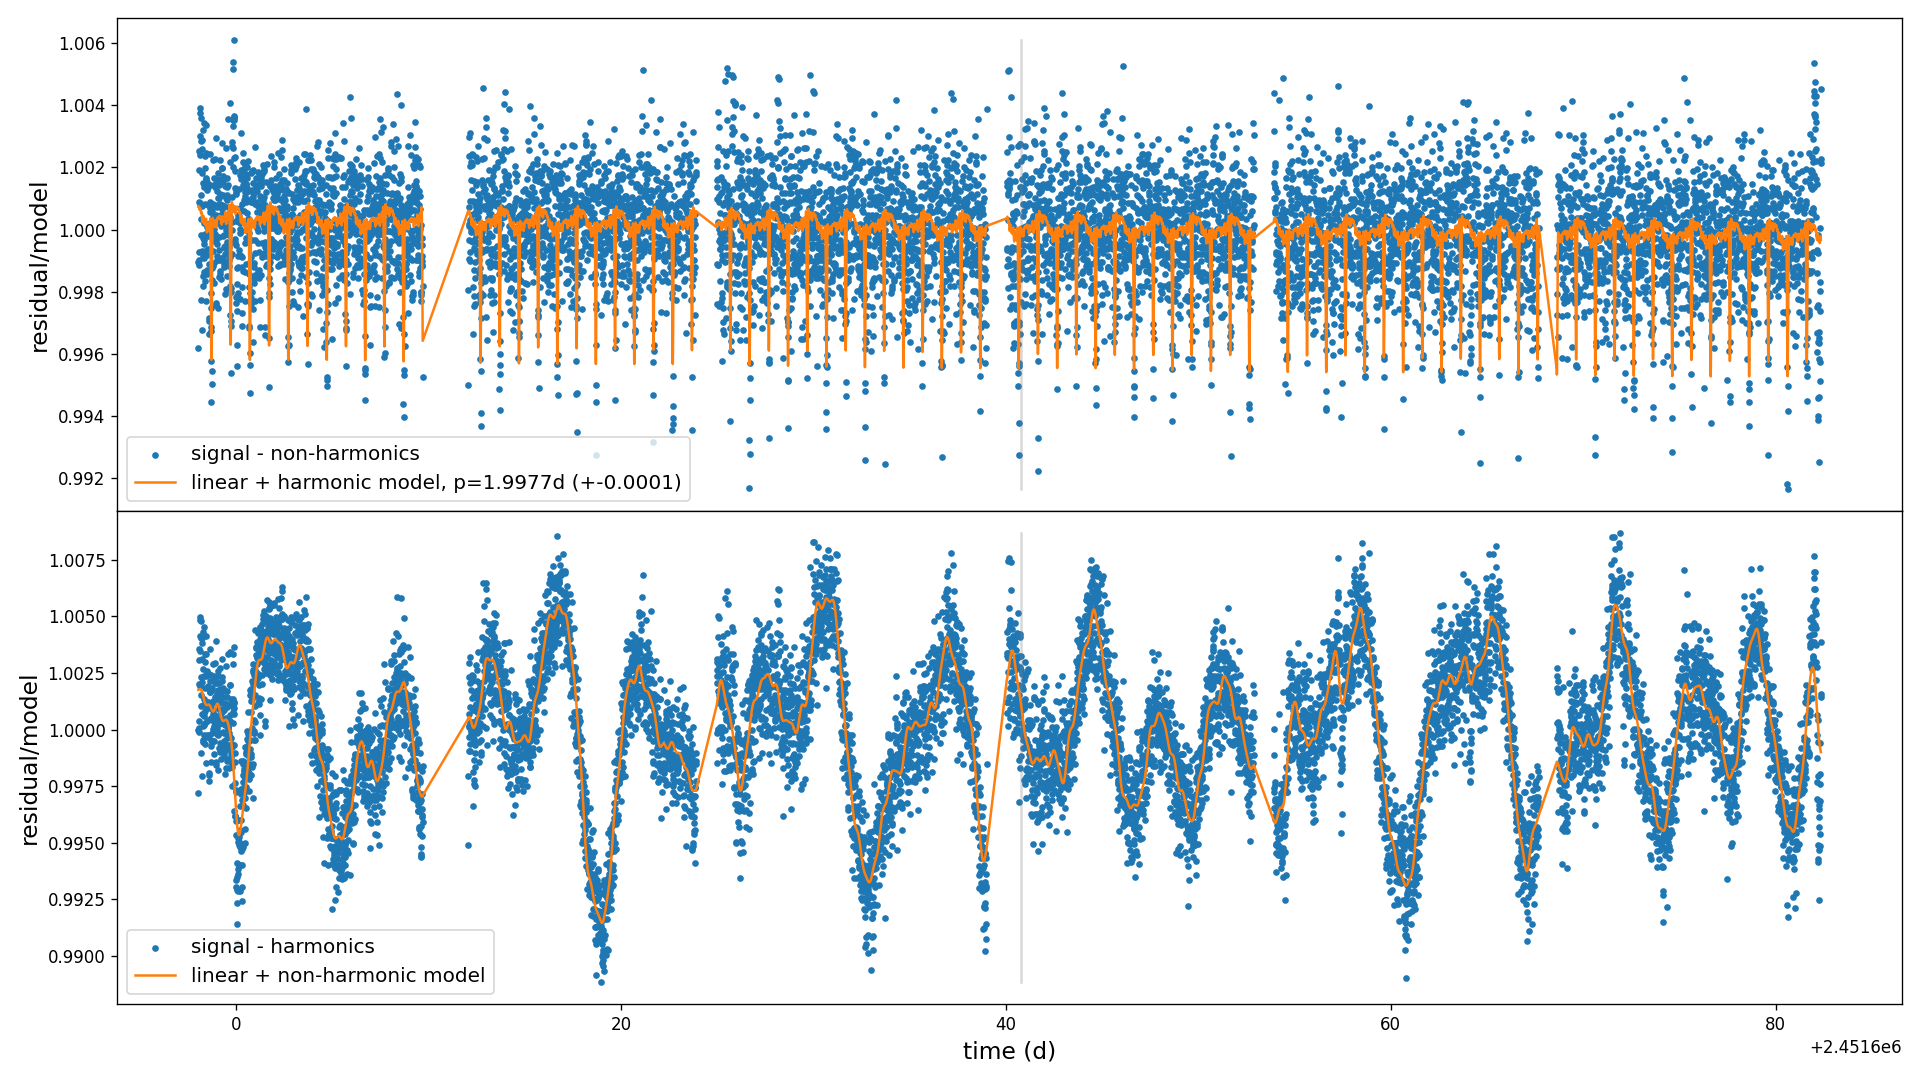 1.006
1.004
1.002
1.000
0.998
0.996
0.994
0.992
residual/model
signal - non-harmonics
linear + harmonic model, p=1.9977d (+-0.0001)
1.0075
1.0050
1.0025
1.0000
0.9975
0.9950
0.9925
0.9900
residual/model
signal - harmonics
linear + non-harmonic model
0 20 40 60 80
time (d)
+2.4516e6